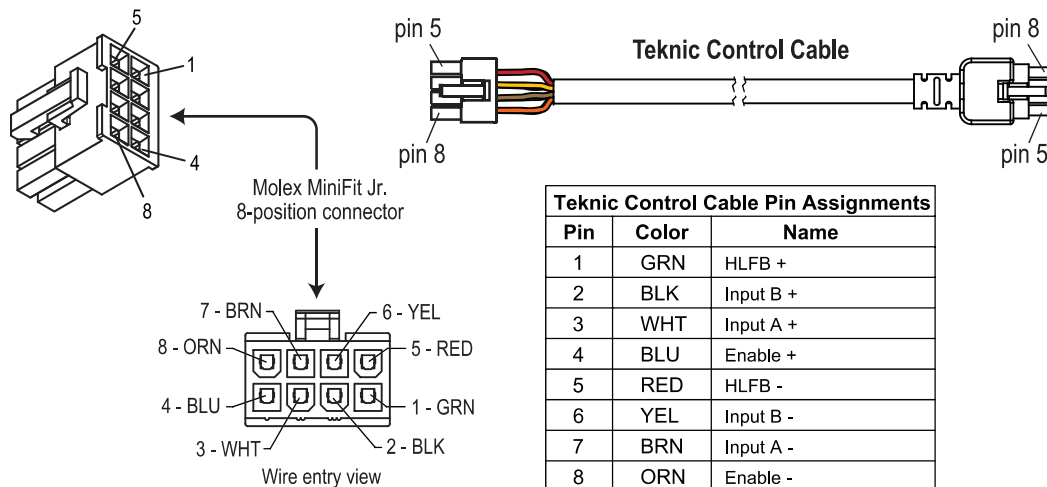 5
1
4
8
Molex MiniFit Jr.
8-position connector
7 - BRN
6 - YEL
8 - ORN
5 - RED
4 - BLU
1 - GRN
3 - WHT
2 - BLK
Wire entry view
pin 5
pin 8
Teknic Control Cable
pin 8
pin 5
Teknic Control Cable Pin Assignments
Pin Color Name
1 GRN HLFB +
2 BLK Input B +
3 WHT Input A +
4 BLU Enable +
5 RED HLFB -
6 YEL Input B -
7 BRN Input A -
8 ORN Enable -